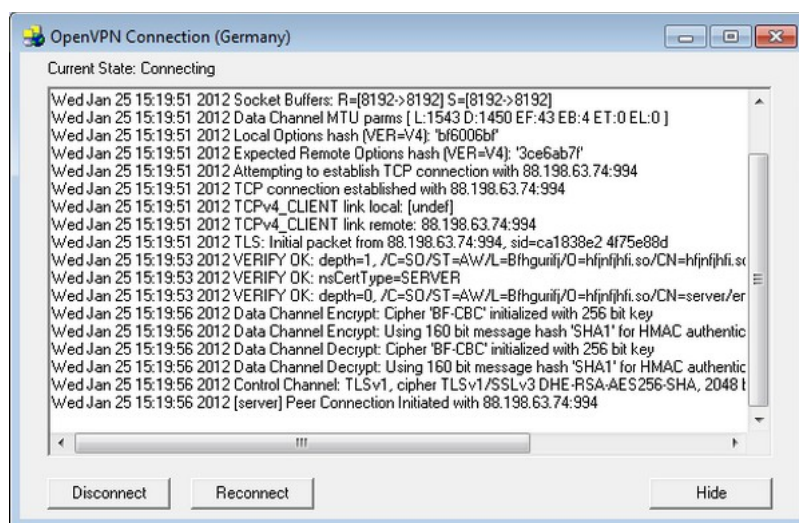 OpenVPN Connection (Germany)
Current State: Connecting
Wed Jan 25 15:19:51 2012 Socket Buffers: R=[8192->8192] S=[8192->8192]
Wed Jan 25 15:19:51 2012 Data Channel MTU parms [ L:1543 D:1450 EF:43 EB:4 ET:0 EL:0 ]
Wed Jan 25 15:19:51 2012 Local Options hash (VER=V4): 'bf6006bf'
Wed Jan 25 15:19:51 2012 Expected Remote Options hash (VER=V4): '3ce6ab7f'
Wed Jan 25 15:19:51 2012 Attempting to establish TCP connection with 88.198.63.74:994
Wed Jan 25 15:19:51 2012 TCP connection established with 88.198.63.74:994
Wed Jan 25 15:19:51 2012 TCPv4_CLIENT link local: [undef]
Wed Jan 25 15:19:51 2012 TCPv4_CLIENT link remote: 88.198.63.74:994
Wed Jan 25 15:19:51 2012 TLS: Initial packet from 88.198.63.74:994, sid=ca1838e2 4f75e88d
Wed Jan 25 15:19:53 2012 VERIFY OK: depth=1, /C=SO/ST=AW/L=Bfhgurifj/O=hfjnfjhfi.so/CN=hfjnfjhfi.so
Wed Jan 25 15:19:53 2012 VERIFY OK: nsCertType=SERVER
Wed Jan 25 15:19:53 2012 VERIFY OK: depth=0, /C=SO/ST=AW/L=Bfhgurifj/O=hfjnfjhfi.so/CN=server/er
Wed Jan 25 15:19:56 2012 Data Channel Encrypt: Cipher 'BF-CBC' initialized with 256 bit key
Wed Jan 25 15:19:56 2012 Data Channel Encrypt: Using 160 bit message hash 'SHA1' for HMAC authentic
Wed Jan 25 15:19:56 2012 Data Channel Decrypt: Cipher 'BF-CBC' initialized with 256 bit key
Wed Jan 25 15:19:56 2012 Data Channel Decrypt: Using 160 bit message hash 'SHA1' for HMAC authentic
Wed Jan 25 15:19:56 2012 Control Channel: TLSv1, cipher TLSv1/SSLv3 DHE-RSA-AES256-SHA, 2048 b
Wed Jan 25 15:19:56 2012 [server] Peer Connection Initiated with 88.198.63.74:994
Disconnect
Reconnect
Hide